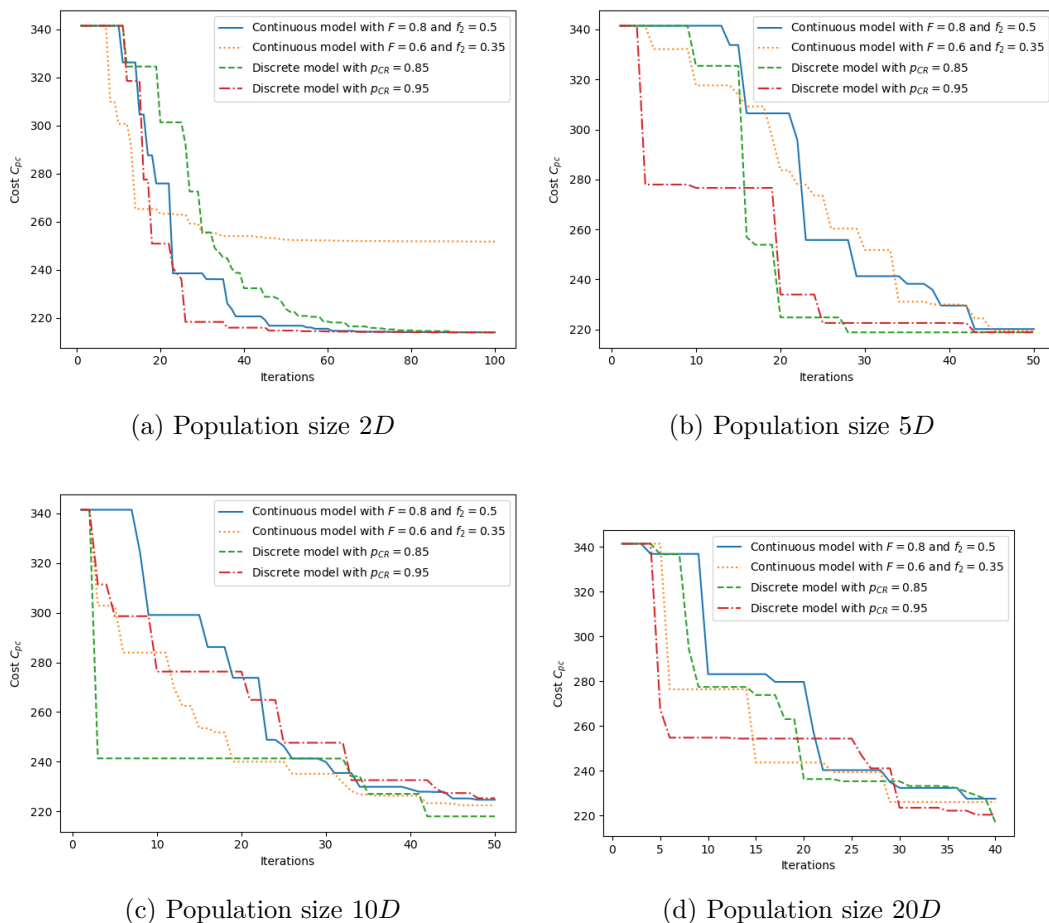 340
320
300
280
260
240
220
Cost C_pc
Continuous model with F = 0.8 and f_2 = 0.5
Continuous model with F = 0.6 and f_2 = 0.35
Discrete model with p_CR = 0.85
Discrete model with p_CR = 0.95
0 20 40 60 80 100
Iterations
(a) Population size 2D
340
320
300
280
260
240
220
Cost C_pc
Continuous model with F = 0.8 and f_2 = 0.5
Continuous model with F = 0.6 and f_2 = 0.35
Discrete model with p_CR = 0.85
Discrete model with p_CR = 0.95
0 10 20 30 40 50
Iterations
(b) Population size 5D
340
320
300
280
260
240
220
Cost C_pc
Continuous model with F = 0.8 and f_2 = 0.5
Continuous model with F = 0.6 and f_2 = 0.35
Discrete model with p_CR = 0.85
Discrete model with p_CR = 0.95
0 10 20 30 40 50
Iterations
(c) Population size 10D
340
320
300
280
260
240
220
Cost C_pc
Continuous model with F = 0.8 and f_2 = 0.5
Continuous model with F = 0.6 and f_2 = 0.35
Discrete model with p_CR = 0.85
Discrete model with p_CR = 0.95
0 5 10 15 20 25 30 35 40
Iterations
(d) Population size 20D